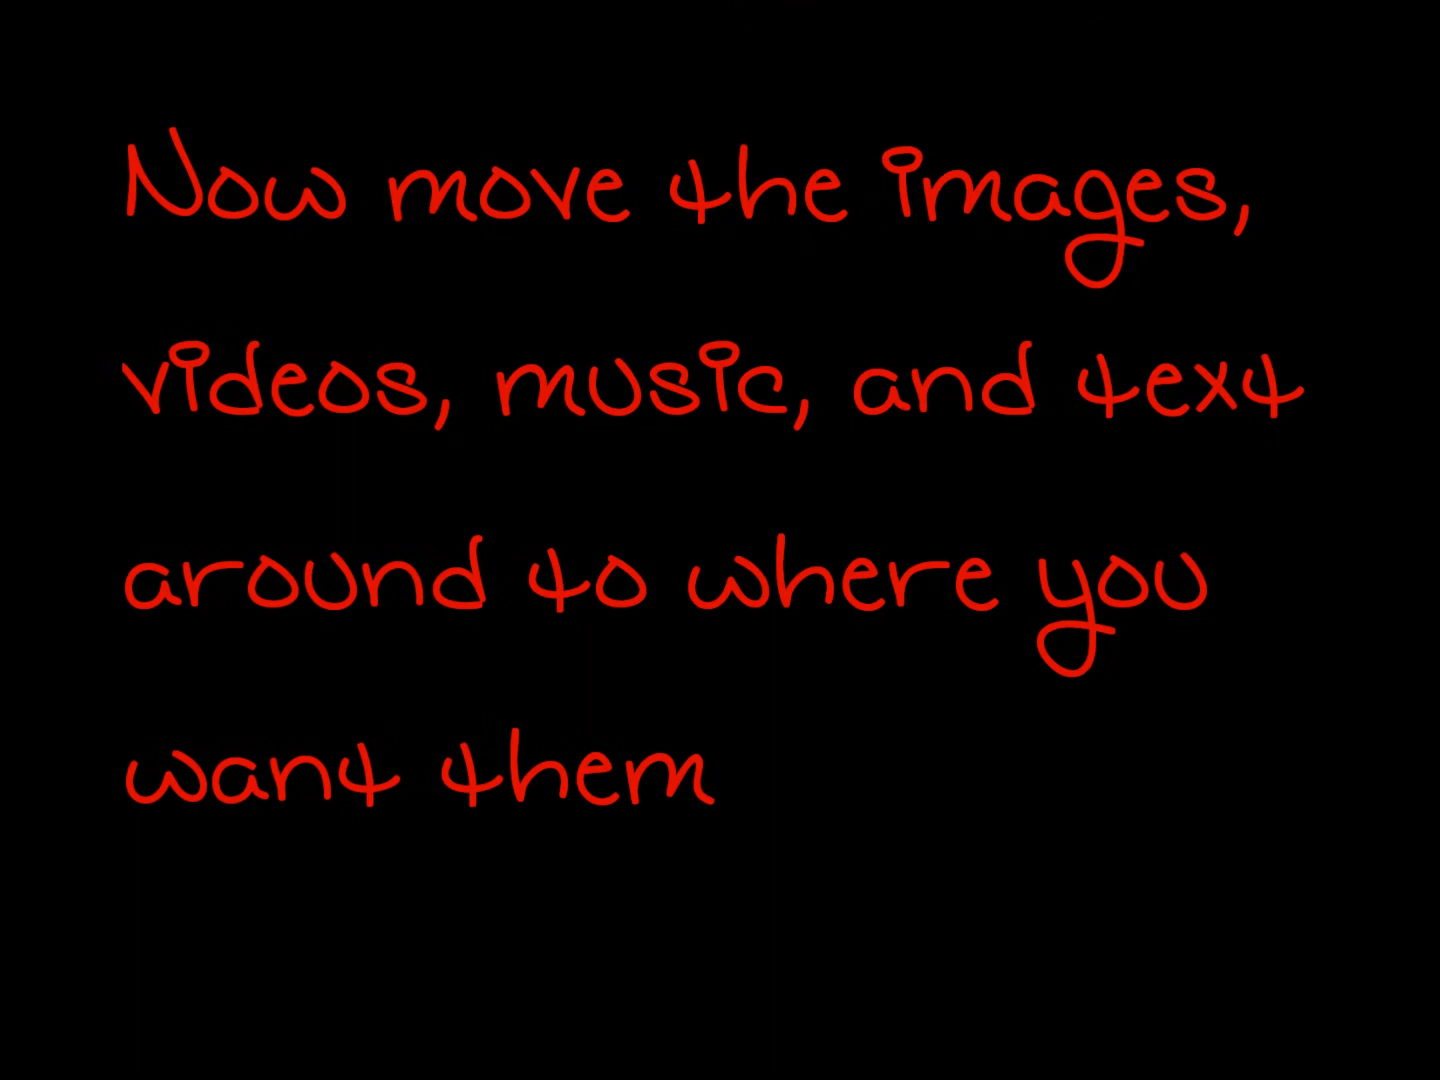 Now move the images,
videos, music, and text
around to where you
want them